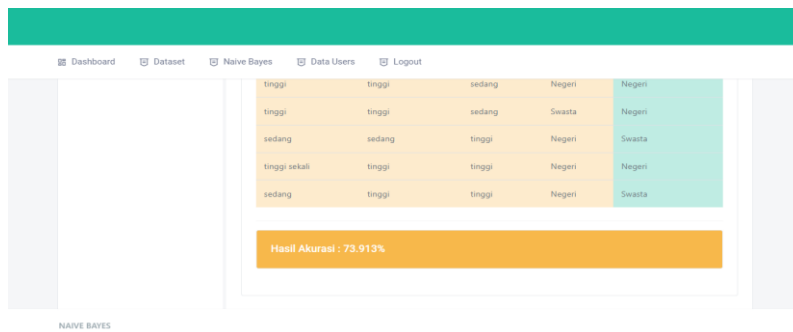 Dashboard Dataset Naive Bayes Data Users Logout
tinggi tinggi sedang Negeri Negeri
tinggi tinggi sedang Swasta Negeri
sedang sedang tinggi Negeri Swasta
tinggi sekali tinggi tinggi Negeri Negeri
sedang tinggi tinggi Negeri Swasta
Hasil Akurasi : 73.913%
NAIVE BAYES